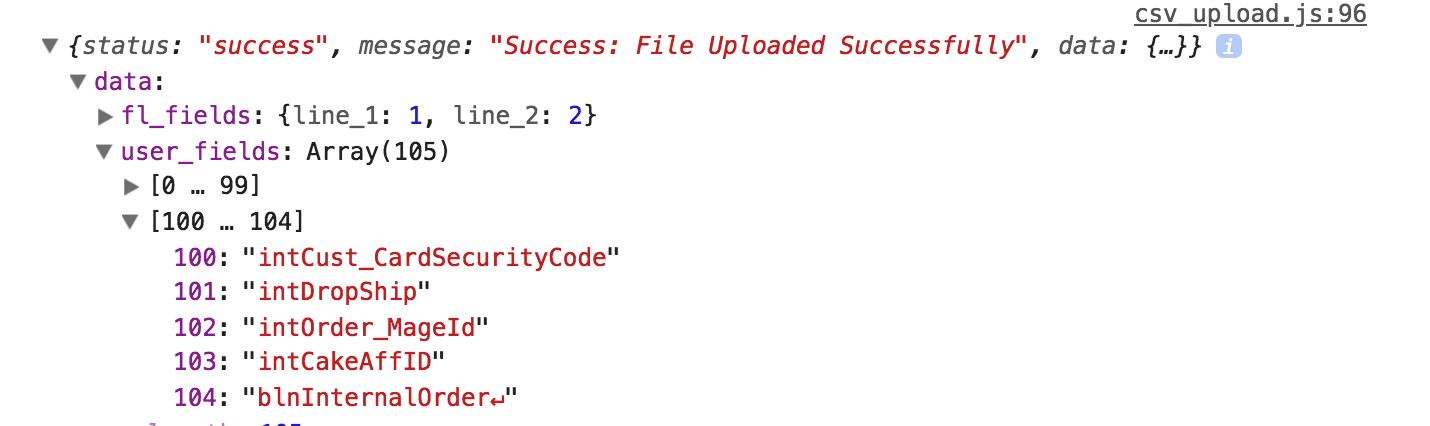 csv_upload.js:96
▼ {status: "success", message: "Success: File Uploaded Successfully", data: {…}} i
▼ data:
▶ fl_fields: {line_1: 1, line_2: 2}
▼ user_fields: Array(105)
▶ [0 … 99]
▼ [100 … 104]
100: "intCust_CardSecurityCode"
101: "intDropShip"
102: "intOrder_MageId"
103: "intCakeAffID"
104: "blnInternalOrder↵"